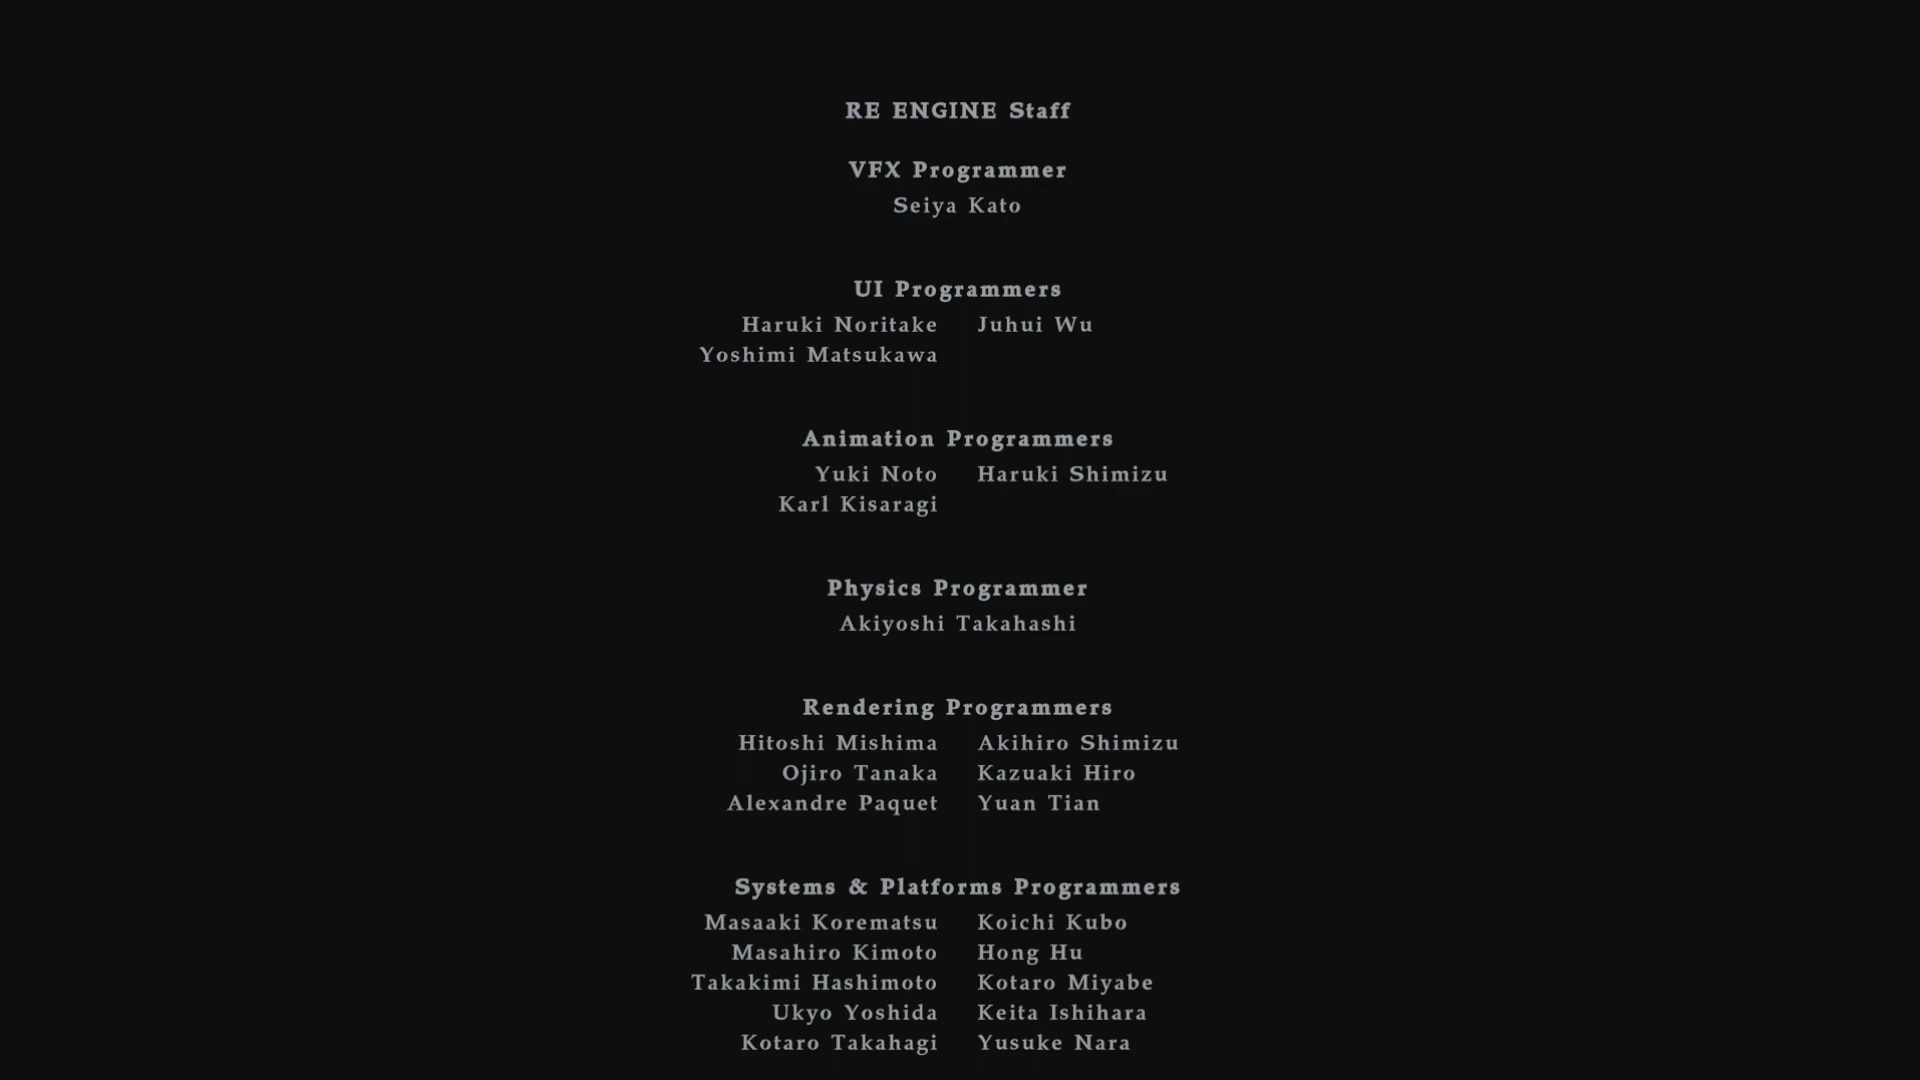 RE ENGINE Staff
VFX Programmer
Seiya Kato
UI Programmers
Haruki Noritake Juhui Wu
Yoshimi Matsukawa
Animation Programmers
Yuki Noto Haruki Shimizu
Karl Kisaragi
Physics Programmer
Akiyoshi Takahashi
Rendering Programmers
Hitoshi Mishima Akihiro Shimizu
Ojiro Tanaka Kazuaki Hiro
Alexandre Paquet Yuan Tian
Systems & Platforms Programmers
Masaaki Korematsu Koichi Kubo
Masahiro Kimoto Hong Hu
Takakimi Hashimoto Kotaro Miyabe
Ukyo Yoshida Keita Ishihara
Kotaro Takahagi Yusuke Nara